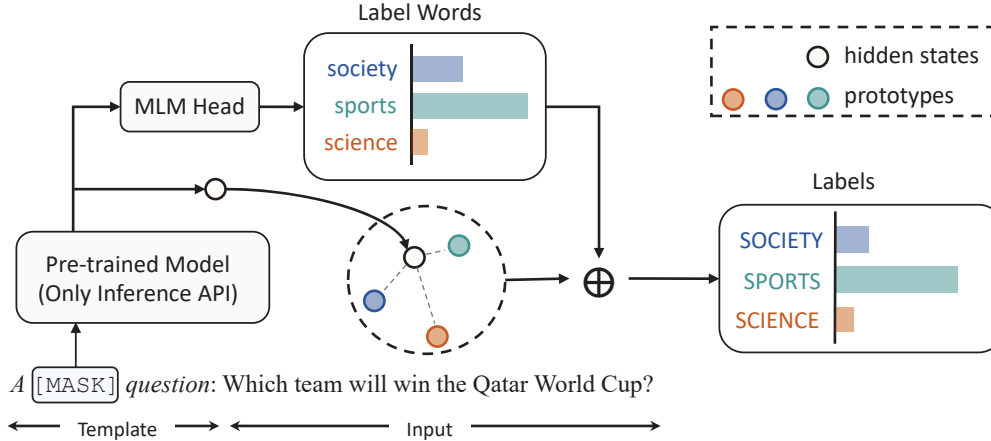 Label Words
society
sports
science
MLM Head
hidden states
prototypes
Labels
SOCIETY
SPORTS
SCIENCE
Pre-trained Model
(Only Inference API)
A [MASK] question: Which team will win the Qatar World Cup?
Template
Input